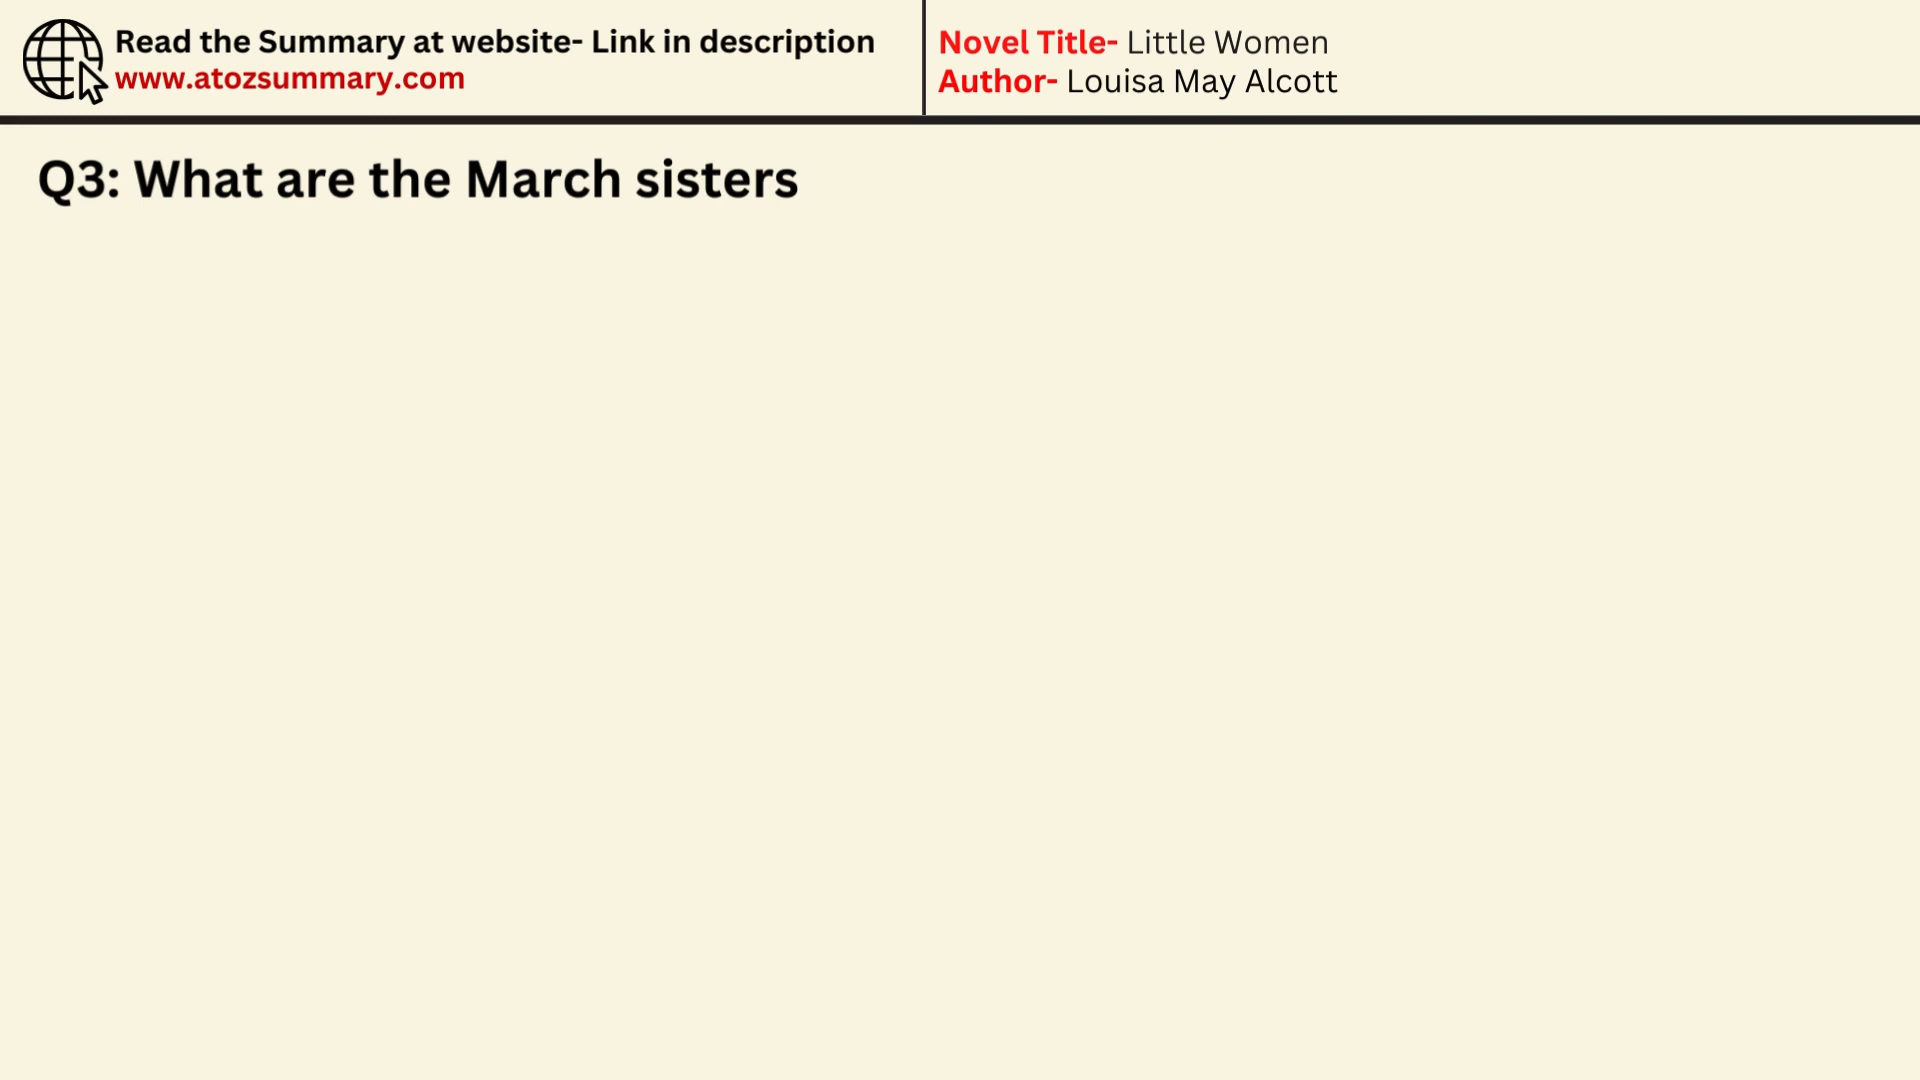 Read the Summary at website- Link in description
www.atozsummary.com
Novel Title- Little Women
Author- Louisa May Alcott
Q3: What are the March sisters